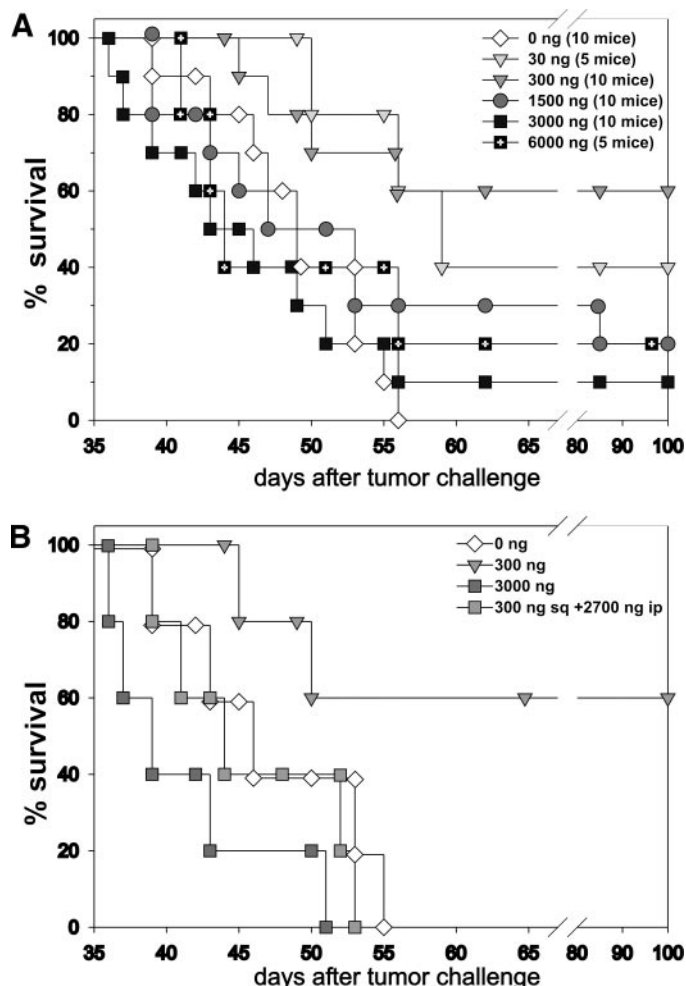 A
100
80
60
40
20
0
% survival
0 ng (10 mice)
30 ng (5 mice)
300 ng (10 mice)
1500 ng (10 mice)
3000 ng (10 mice)
6000 ng (5 mice)
35 40 45 50 55 60 65 80 90 100
days after tumor challenge
B
100
80
60
40
20
0
% survival
0 ng
300 ng
3000 ng
300 ng sq +2700 ng ip
35 40 45 50 55 60 65 80 90 100
days after tumor challenge